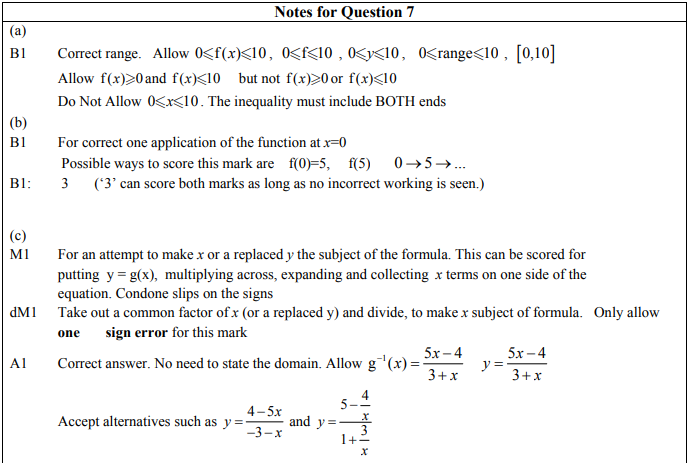 Notes for Question 7
(a)
B1 Correct range. Allow 0⩽f(x)⩽10, 0⩽f⩽10, 0⩽y⩽10, 0⩽range⩽10, [0,10]
Allow f(x)⩾0 and f(x)⩽10 but not f(x)⩾0 or f(x)⩽10
Do Not Allow 0⩽x⩽10. The inequality must include BOTH ends
(b)
B1 For correct one application of the function at x=0
Possible ways to score this mark are f(0)=5, f(5) 0→5→...
B1: 3 ('3' can score both marks as long as no incorrect working is seen.)
(c)
M1 For an attempt to make x or a replaced y the subject of the formula. This can be scored for
putting y = g(x), multiplying across, expanding and collecting x terms on one side of the
equation. Condone slips on the signs
dM1 Take out a common factor of x (or a replaced y) and divide, to make x subject of formula. Only allow
one sign error for this mark
A1 Correct answer. No need to state the domain. Allow g⁻¹(x) = (5x−4)/(3+x) y = (5x−4)/(3+x)
Accept alternatives such as y = (4−5x)/(−3−x) and y = (5−4/x)/(1+3/x)